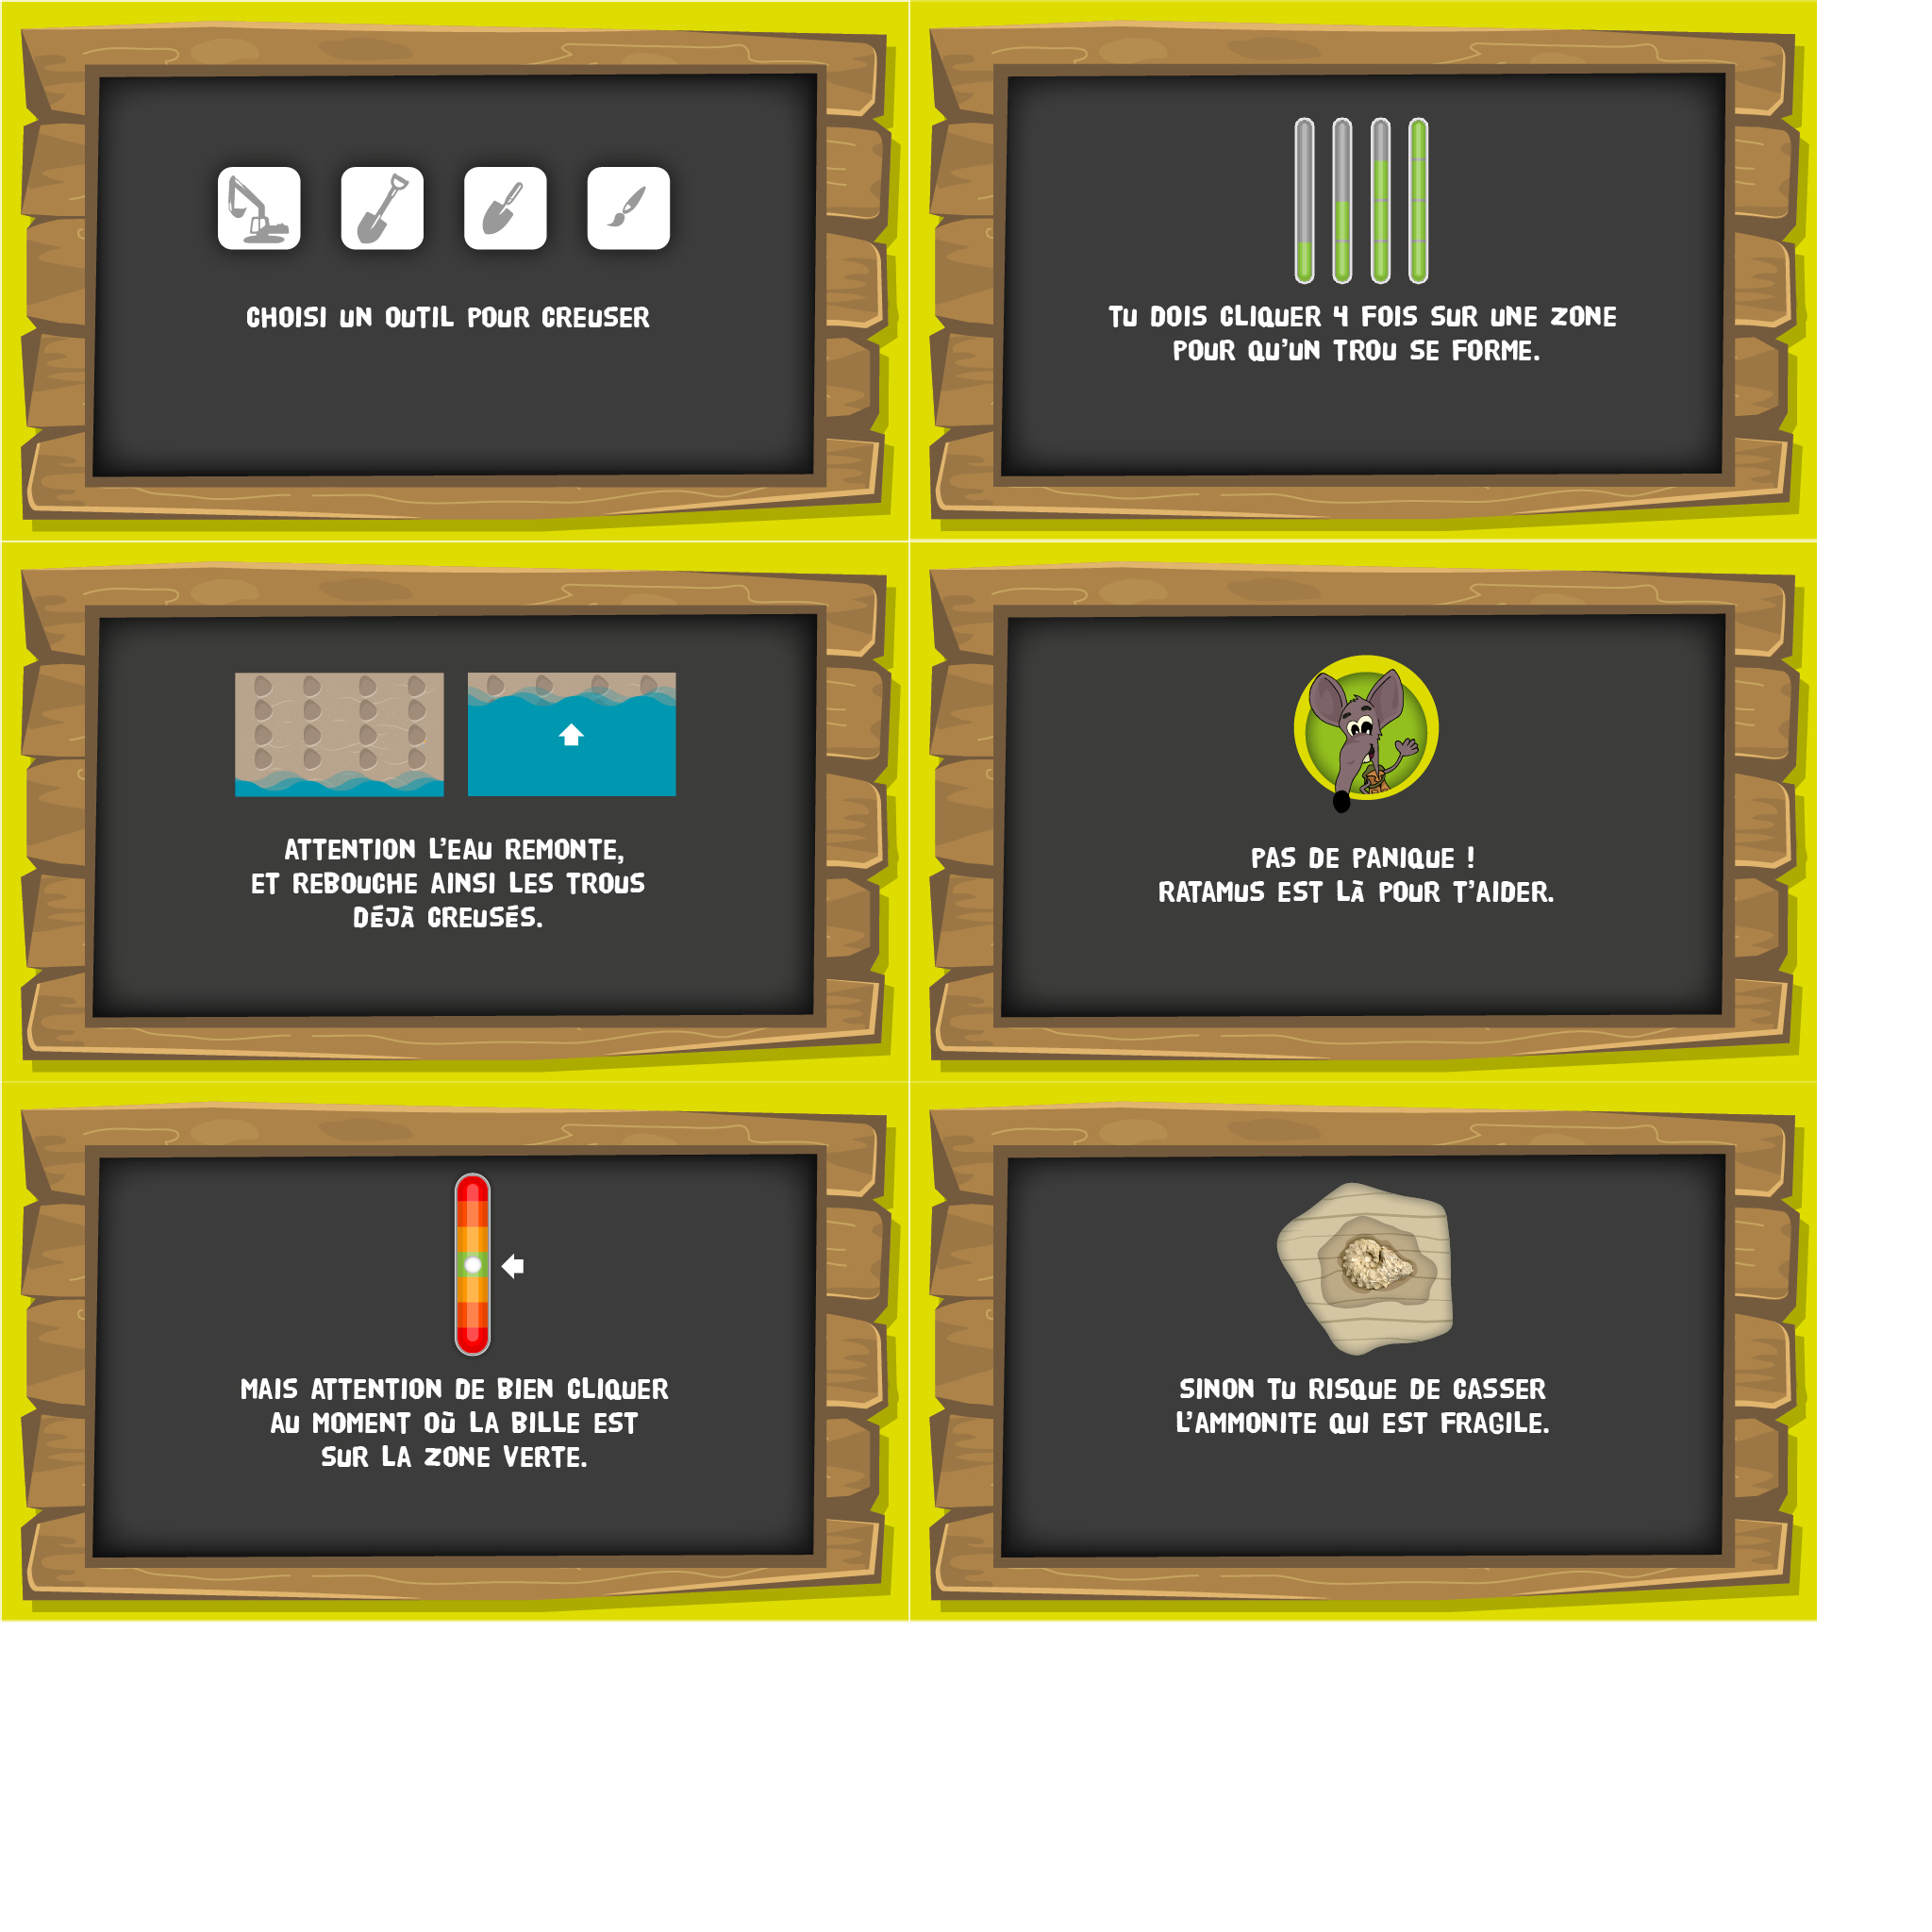 CHOISI UN OUTIL POUR CREUSER
TU DOIS CLIQUER 4 FOIS SUR UNE ZONE
POUR QU'UN TROU SE FORME.
ATTENTION L'EAU REMONTE,
ET REBOUCHE AINSI LES TROUS
DÉJÀ CREUSÉS.
PAS DE PANIQUE !
RATAMUS EST LÀ POUR T'AIDER.
MAIS ATTENTION DE BIEN CLIQUER
AU MOMENT OÙ LA BILLE EST
SUR LA ZONE VERTE.
SINON TU RISQUE DE CASSER
L'AMMONITE QUI EST FRAGILE.